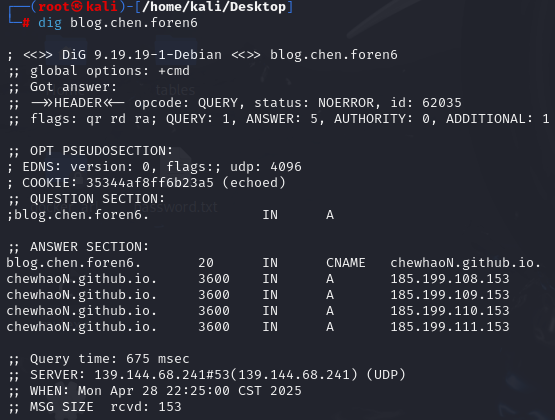 ┌──(root㉿kali)-[/home/kali/Desktop]
└─# dig blog.chen.foren6

; <<>> DiG 9.19.19-1-Debian <<>> blog.chen.foren6
;; global options: +cmd
;; Got answer:
;; ->>HEADER<<- opcode: QUERY, status: NOERROR, id: 62035
;; flags: qr rd ra; QUERY: 1, ANSWER: 5, AUTHORITY: 0, ADDITIONAL: 1

;; OPT PSEUDOSECTION:
; EDNS: version: 0, flags:; udp: 4096
; COOKIE: 35344af8ff6b23a5 (echoed)
;; QUESTION SECTION:
;blog.chen.foren6. IN A

;; ANSWER SECTION:
blog.chen.foren6. 20 IN CNAME chewhaoN.github.io.
chewhaoN.github.io. 3600 IN A 185.199.108.153
chewhaoN.github.io. 3600 IN A 185.199.109.153
chewhaoN.github.io. 3600 IN A 185.199.110.153
chewhaoN.github.io. 3600 IN A 185.199.111.153

;; Query time: 675 msec
;; SERVER: 139.144.68.241#53(139.144.68.241) (UDP)
;; WHEN: Mon Apr 28 22:25:00 CST 2025
;; MSG SIZE rcvd: 153